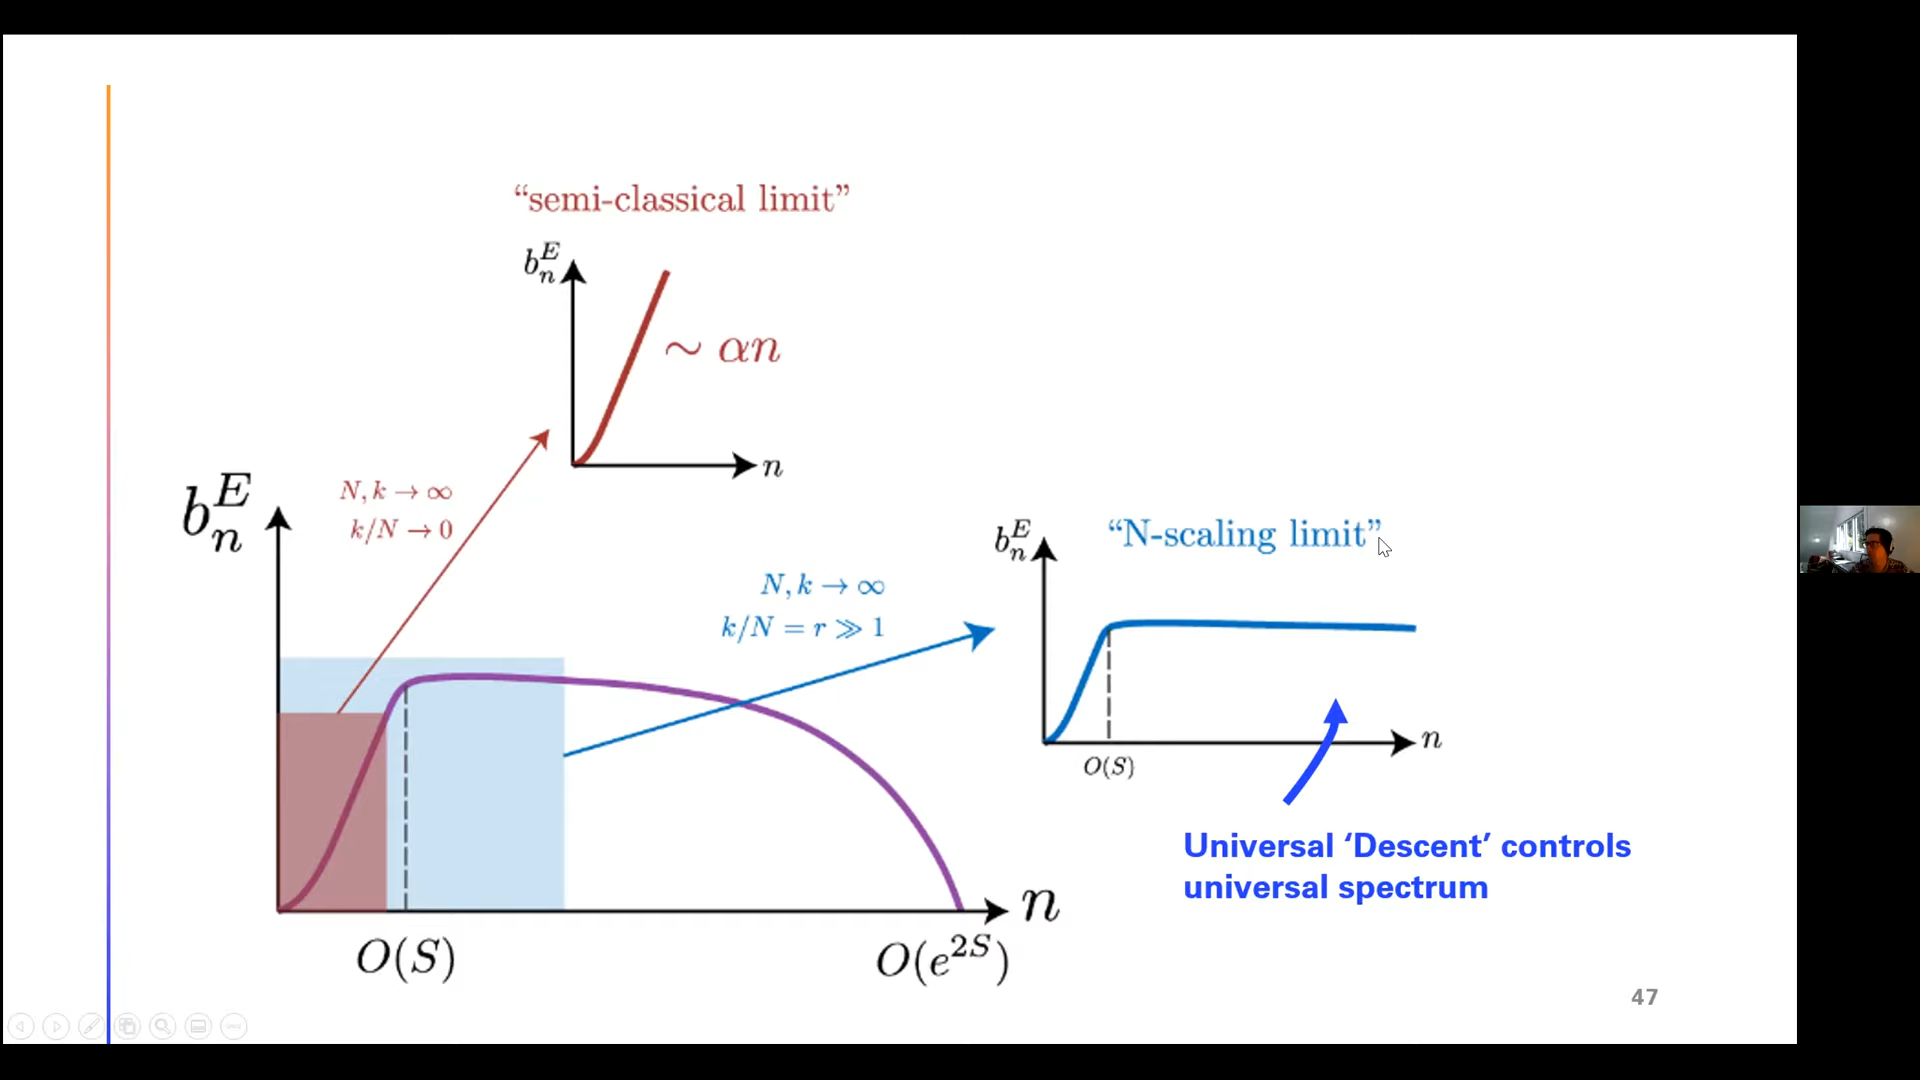 “semi-classical limit”
b_n^E
∼ αn
n
N, k → ∞
k/N → 0
b_n^E
“N-scaling limit”
b_n^E
N, k → ∞
k/N = r ≫ 1
n
O(S)
Universal ‘Descent’ controls
universal spectrum
n
O(S)
O(e^{2S})
47